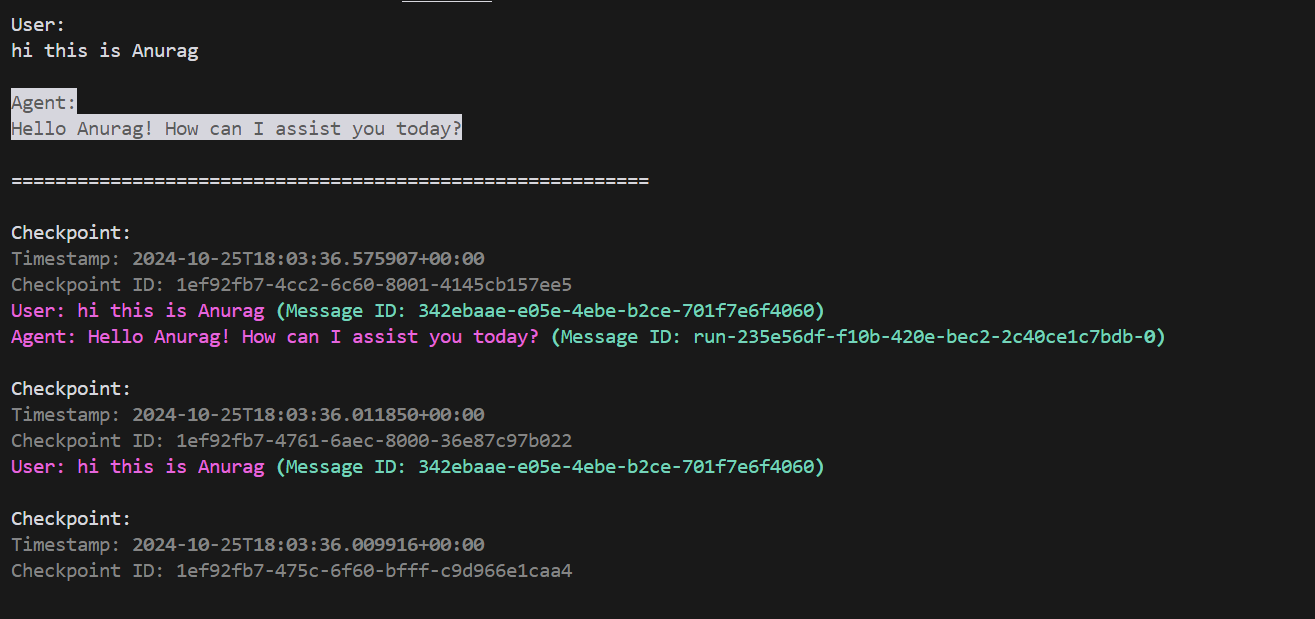 User:
hi this is Anurag
Agent:
Hello Anurag! How can I assist you today?
==========================================================
Checkpoint:
Timestamp: 2024-10-25T18:03:36.575907+00:00
Checkpoint ID: 1ef92fb7-4cc2-6c60-8001-4145cb157ee5
User: hi this is Anurag (Message ID: 342ebaae-e05e-4ebe-b2ce-701f7e6f4060)
Agent: Hello Anurag! How can I assist you today? (Message ID: run-235e56df-f10b-420e-bec2-2c40ce1c7bdb-0)
Checkpoint:
Timestamp: 2024-10-25T18:03:36.011850+00:00
Checkpoint ID: 1ef92fb7-4761-6aec-8000-36e87c97b022
User: hi this is Anurag (Message ID: 342ebaae-e05e-4ebe-b2ce-701f7e6f4060)
Checkpoint:
Timestamp: 2024-10-25T18:03:36.009916+00:00
Checkpoint ID: 1ef92fb7-475c-6f60-bfff-c9d966e1caa4